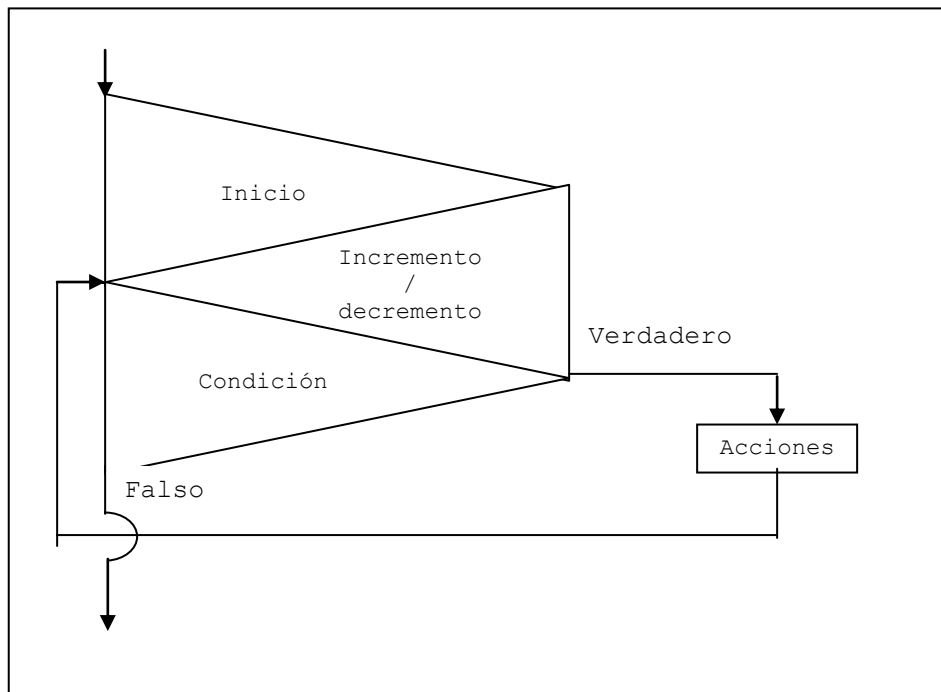 Inicio
Incremento
/
decremento
Verdadero
Condición
Acciones
Falso